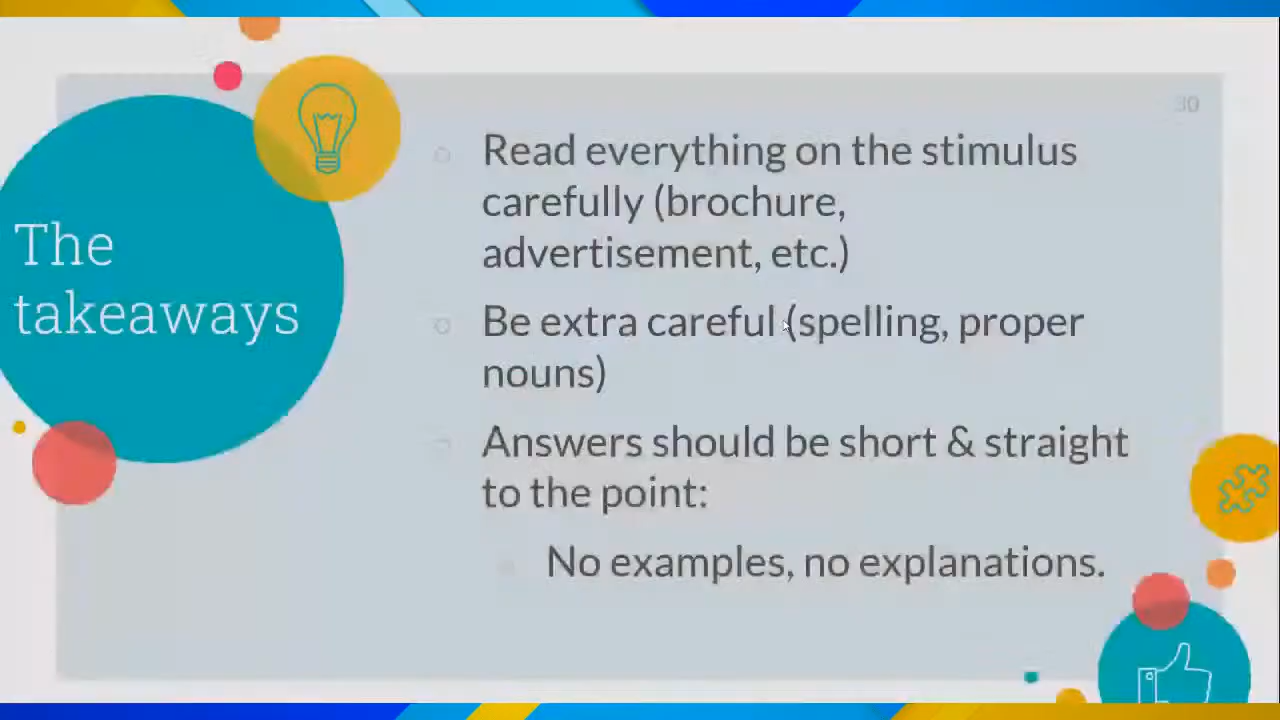 30
The
takeaways
Read everything on the stimulus
carefully (brochure,
advertisement, etc.)
Be extra careful (spelling, proper
nouns)
Answers should be short & straight
to the point:
No examples, no explanations.